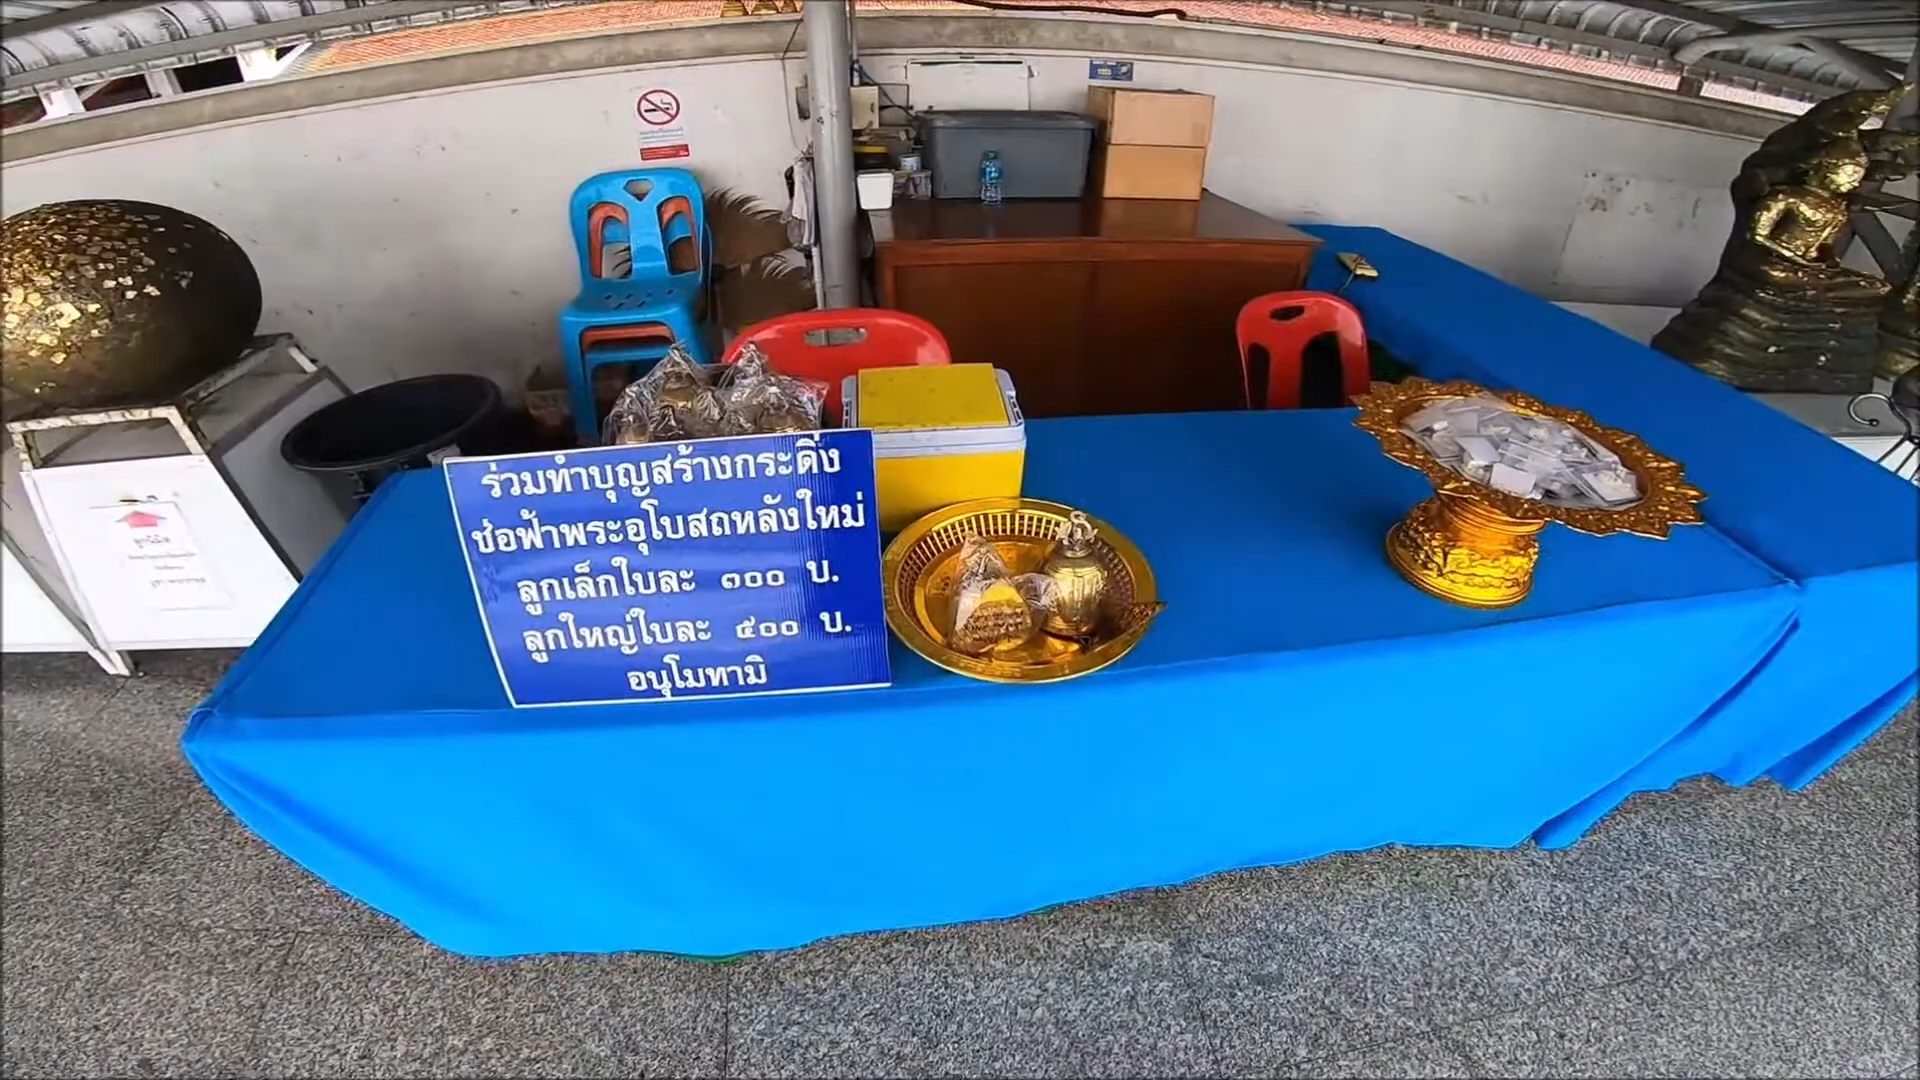 ร่วมทำบุญสร้างกระดิ่ง
ช่อฟ้าพระอุโบสถหลังใหม่
ลูกเล็กใบละ ๓๐๐ บ.
ลูกใหญ่ใบละ ๕๐๐ บ.
อนุโมทามิ